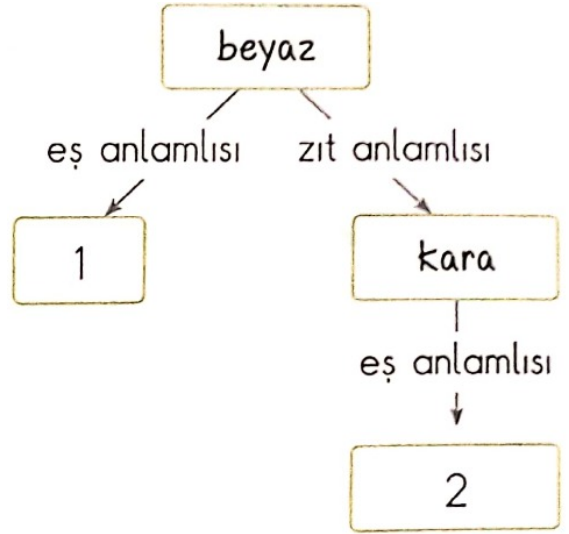 beyaz
eş anlamlısı zıt anlamlısı
1
kara
eş anlamlısı
2